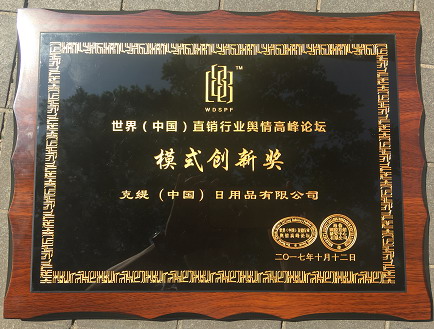 TM
WDSPF
世界（中国）直销行业舆情高峰论坛
模式创新奖
克缇（中国）日用品有限公司
二〇一七年十月十二日